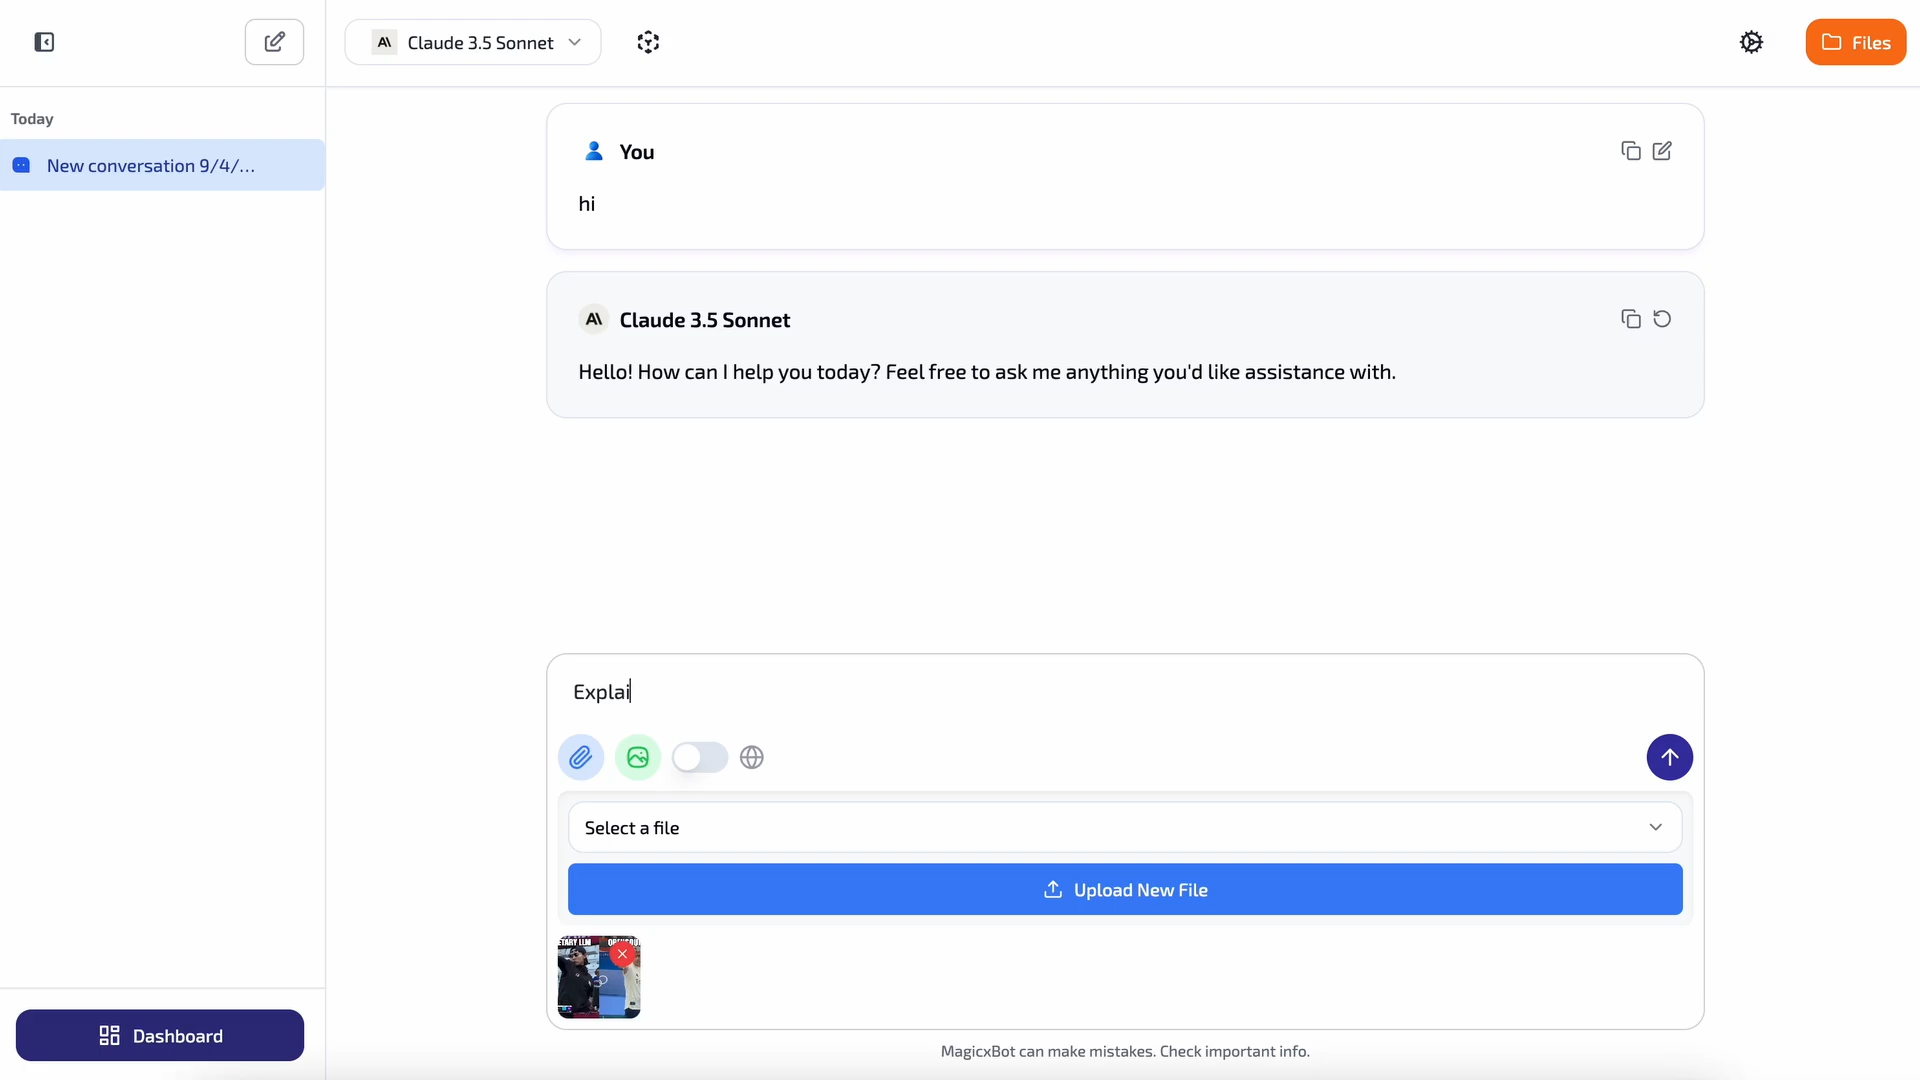 Claude 3.5 Sonnet
Files
Today
New conversation 9/4/...
You
hi
Claude 3.5 Sonnet
Hello! How can I help you today? Feel free to ask me anything you'd like assistance with.
Explai
Select a file
Upload New File
ETARY LLM
Dashboard
MagicxBot can make mistakes. Check important info.